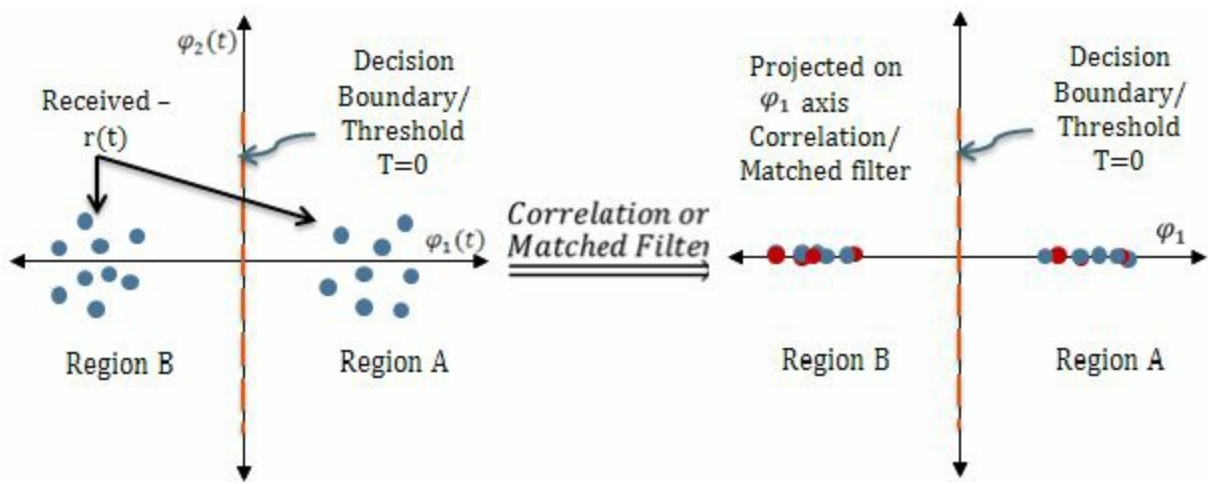 φ₂(t)
Decision
Boundary/
Threshold
T=0
Received –
r(t)
φ₁(t)
Region B
Region A
Correlation or
Matched Filter
Projected on
φ₁ axis
Correlation/
Matched filter
Decision
Boundary/
Threshold
T=0
φ₁
Region B
Region A